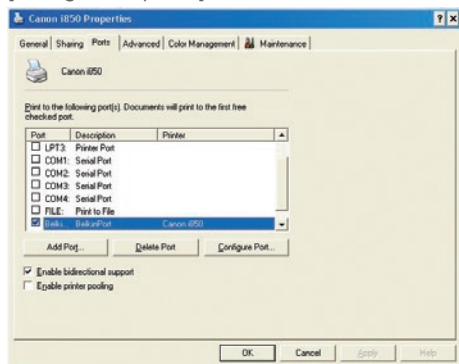 Canon i850 Properties
General Sharing Ports Advanced Color Management Maintenance
Canon i850
Print to the following port(s). Documents will print to the first free
checked port.
Port Description Printer
LPT3: Printer Port
COM1: Serial Port
COM2: Serial Port
COM3: Serial Port
COM4: Serial Port
FILE: Print to File
Belki... BelkinPort Canon i850
Add Port... Delete Port Configure Port...
Enable bidirectional support
Enable printer pooling
OK Cancel Apply Help